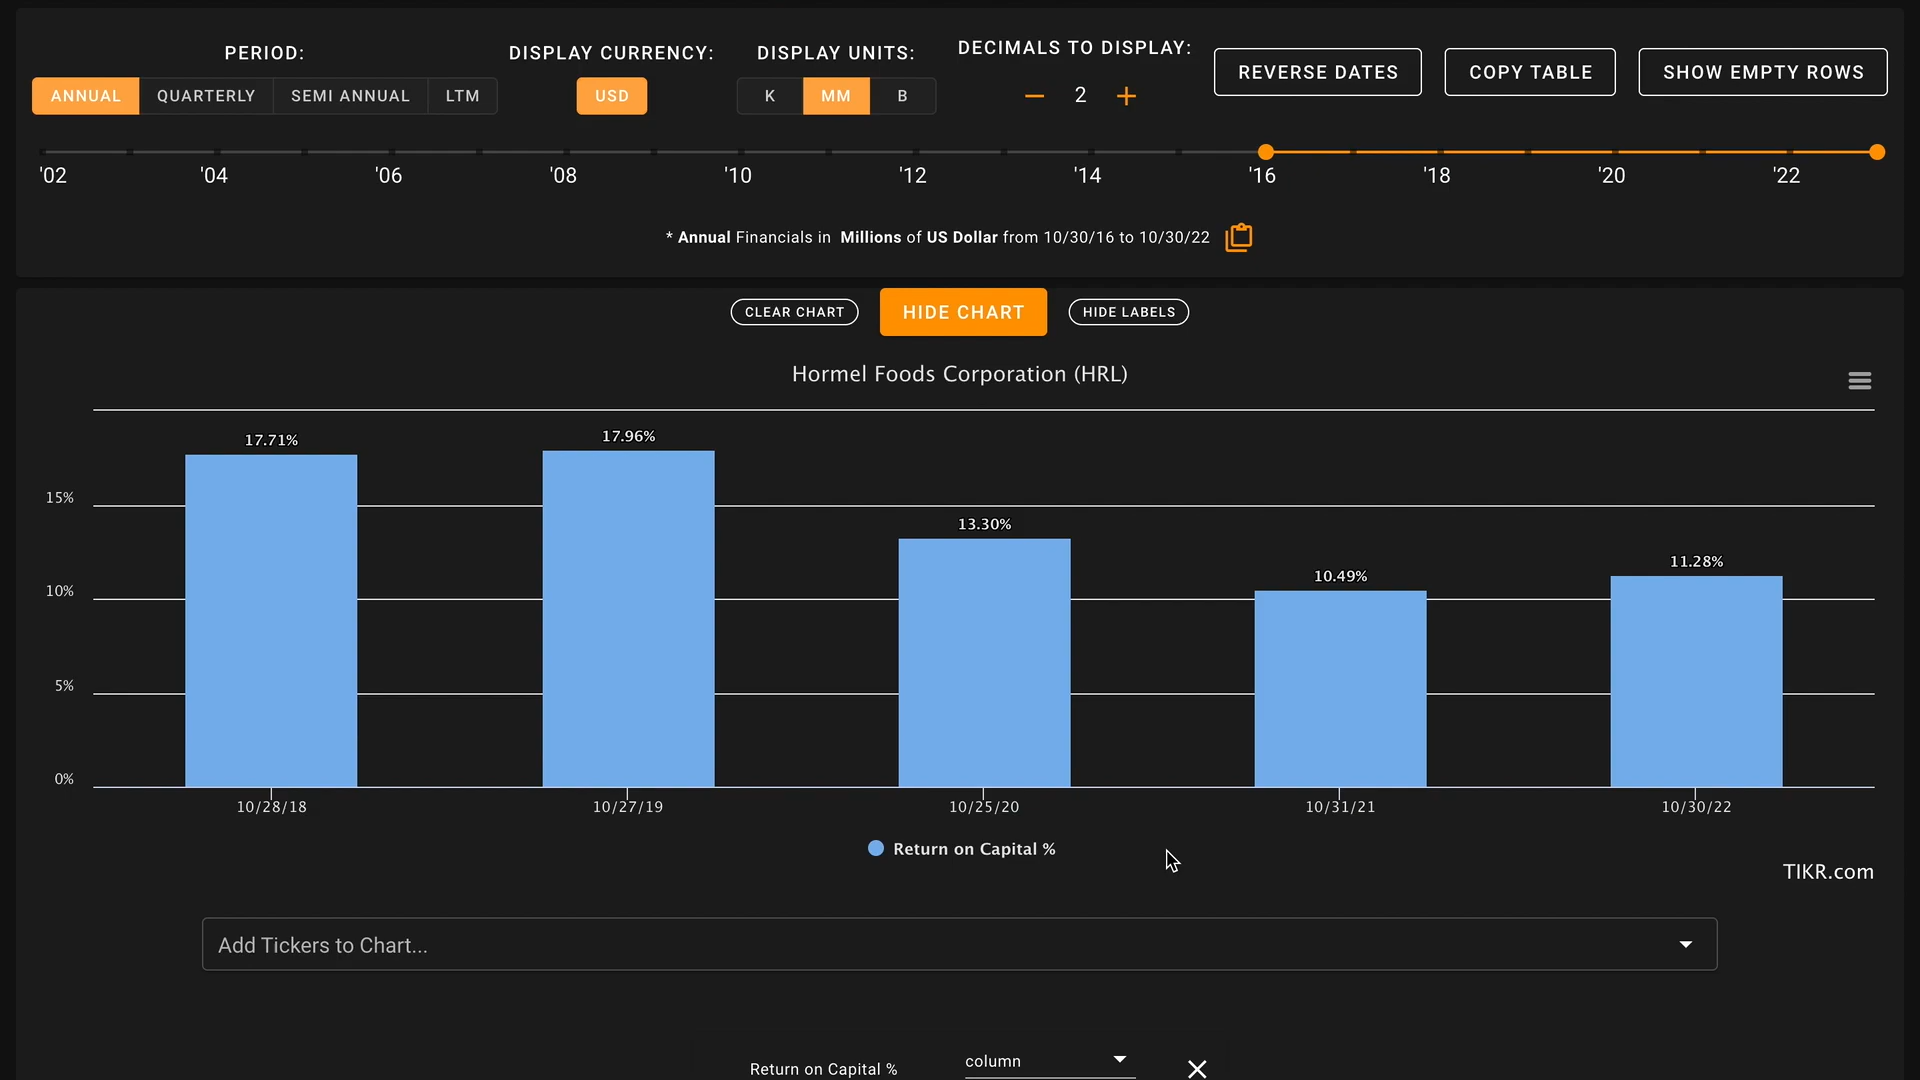 PERIOD:
DISPLAY CURRENCY:
DISPLAY UNITS:
DECIMALS TO DISPLAY:
ANNUAL
QUARTERLY
SEMI ANNUAL
LTM
USD
K
MM
B
2
REVERSE DATES
COPY TABLE
SHOW EMPTY ROWS
'02
'04
'06
'08
'10
'12
'14
'16
'18
'20
'22
* Annual Financials in Millions of US Dollar from 10/30/16 to 10/30/22
CLEAR CHART
HIDE CHART
HIDE LABELS
Hormel Foods Corporation (HRL)
17.71%
17.96%
13.30%
10.49%
11.28%
15%
10%
5%
0%
10/28/18
10/27/19
10/25/20
10/31/21
10/30/22
Return on Capital %
TIKR.com
Add Tickers to Chart...
Return on Capital %
column